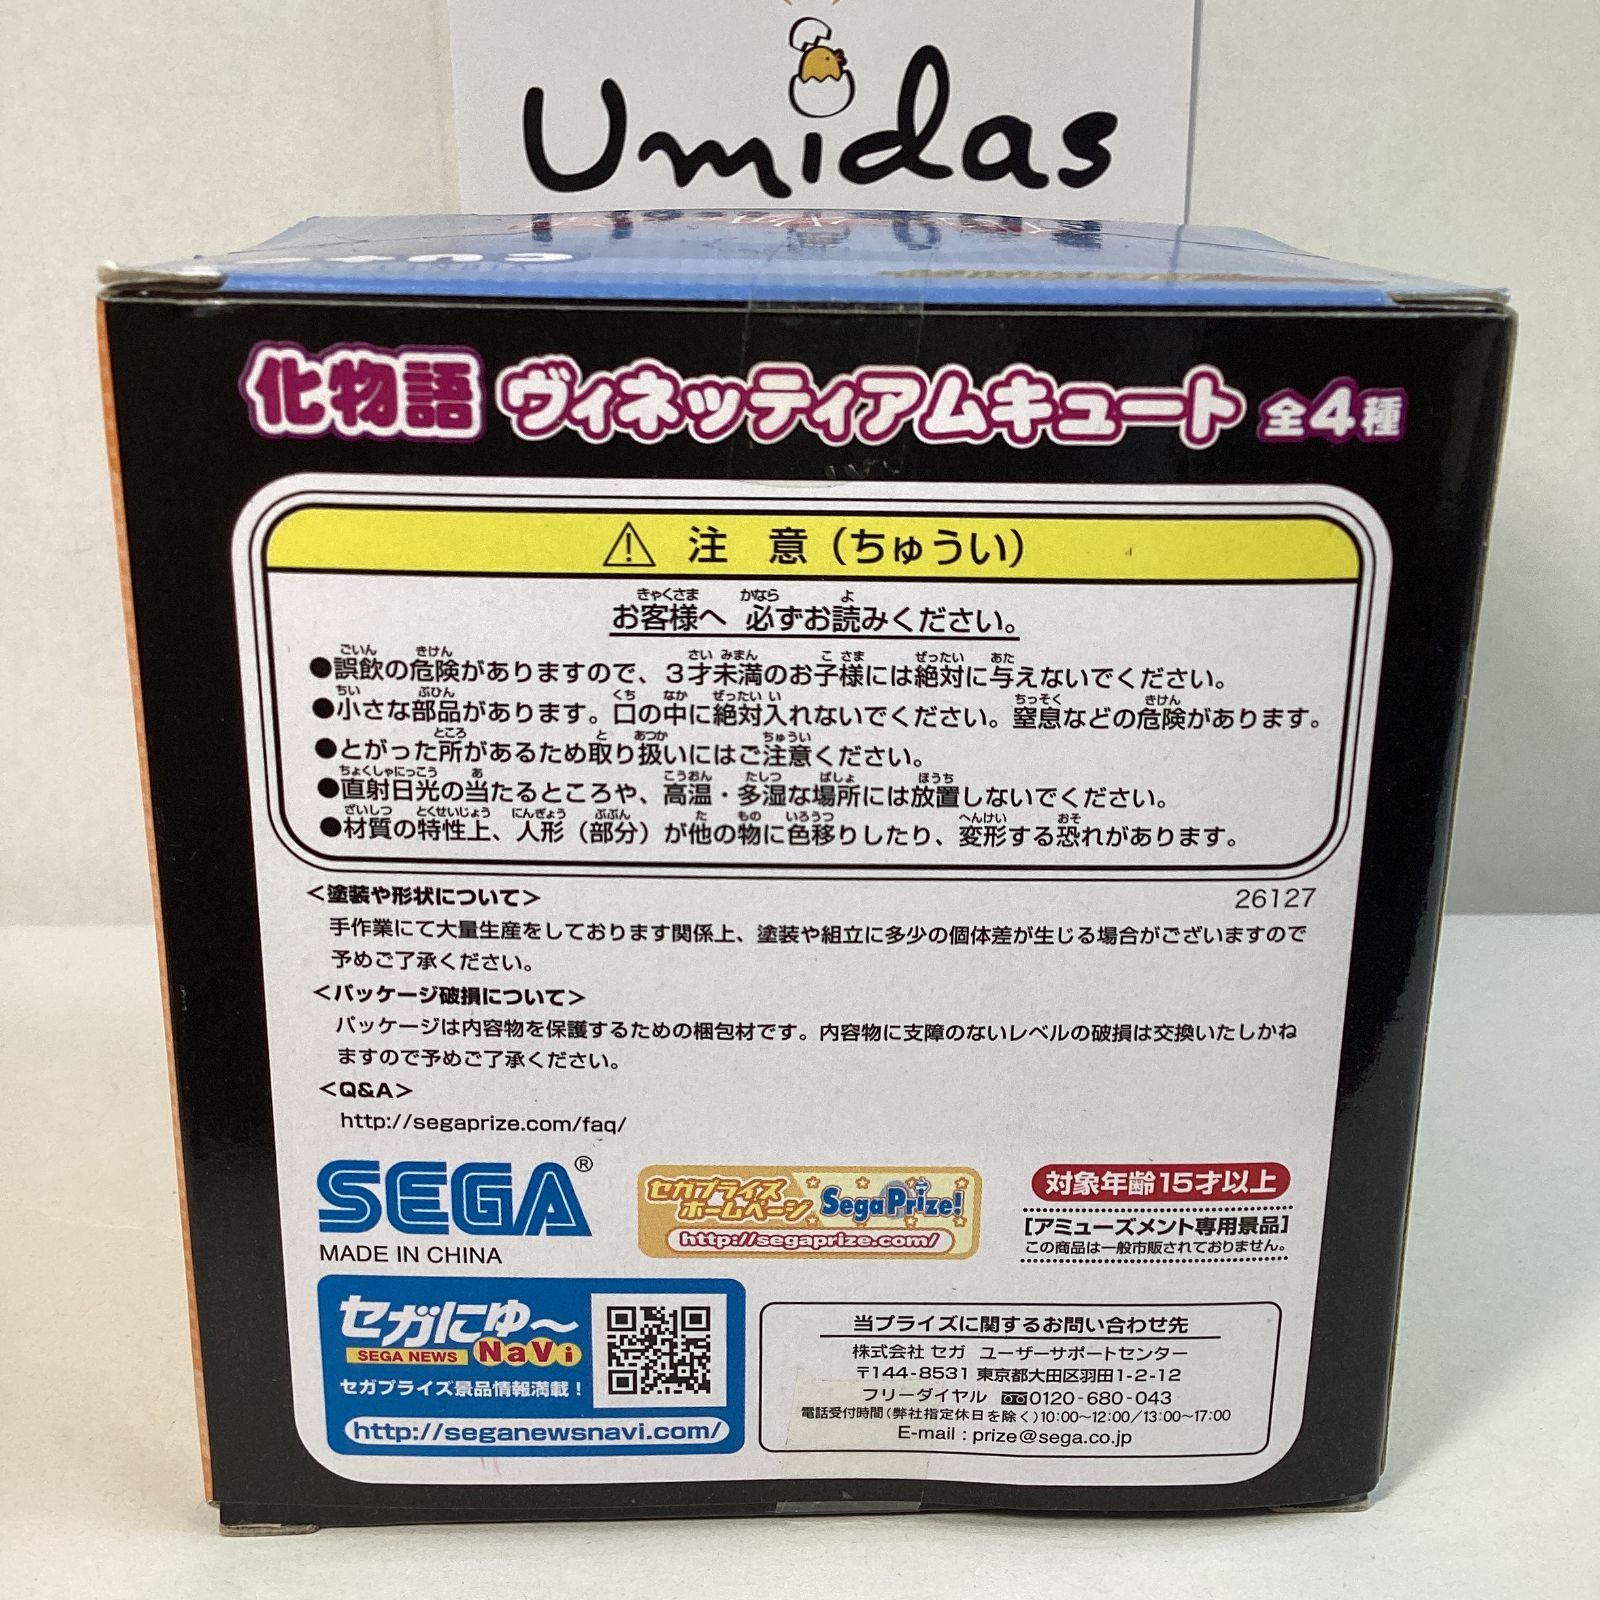 Umidas
化物語 ヴィネッティアムキュート 全4種
注 意（ちゅうい）
お客様へ 必ずお読みください。
●誤飲の危険がありますので、3才未満のお子様には絶対に与えないでください。
●小さな部品があります。口の中に絶対入れないでください。窒息などの危険があります。
●とがった所があるため取り扱いにはご注意ください。
●直射日光の当たるところや、高温・多湿な場所には放置しないでください。
●材質の特性上、人形（部分）が他の物に色移りしたり、変形する恐れがあります。
＜塗装や形状について＞
26127
手作業にて大量生産をしております関係上、塗装や組立に多少の個体差が生じる場合がございますので
予めご了承ください。
＜パッケージ破損について＞
パッケージは内容物を保護するための梱包材です。内容物に支障のないレベルの破損は交換いたしかね
ますので予めご了承ください。
＜Q&A＞
http://segaprize.com/faq/
SEGA®
MADE IN CHINA
セガプライズ
ホームページ
SegaPrize!
http://segaprize.com/
対象年齢15才以上
[アミューズメント専用景品]
この商品は一般市販されておりません。
セガにゅ～
SEGA NEWS NaVi
セガプライズ景品情報満載！
http://seganewsnavi.com/
当プライズに関するお問い合わせ先
株式会社 セガ ユーザーサポートセンター
〒144-8531 東京都大田区羽田1-2-12
フリーダイヤル 0120-680-043
電話受付時間(弊社指定休日を除く)10:00～12:00/13:00～17:00
E-mail : prize@sega.co.jp